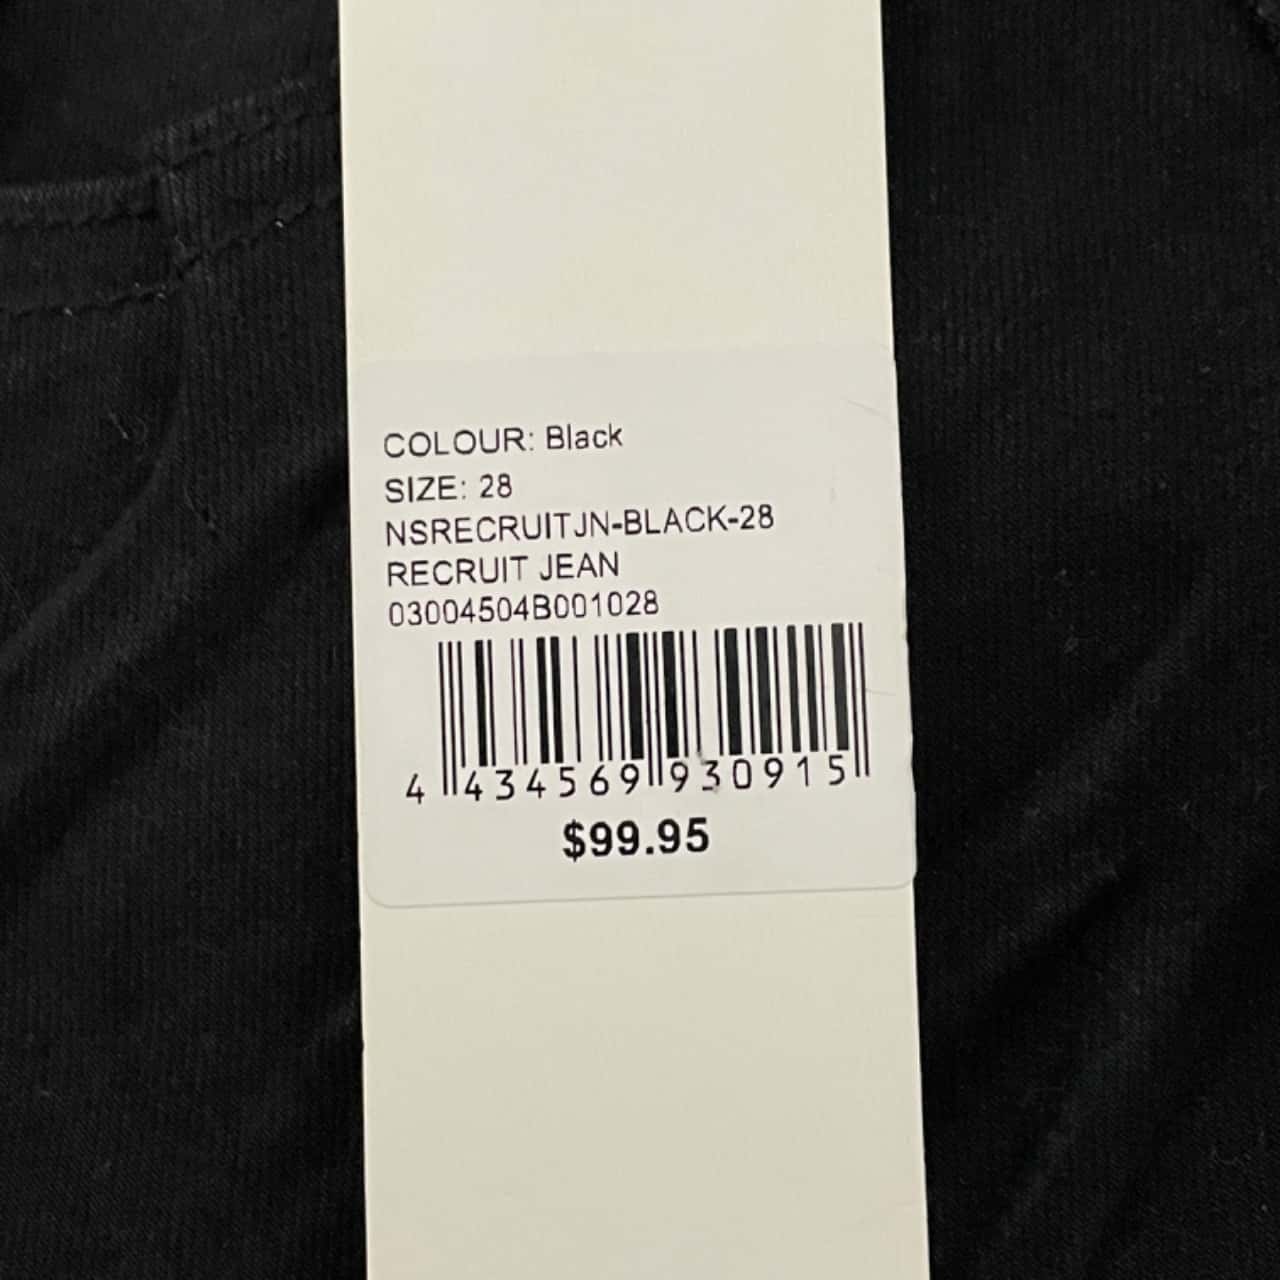 COLOUR: Black
SIZE: 28
NSRECRUITJN-BLACK-28
RECRUIT JEAN
03004504B001028
4 434569 930915
$99.95